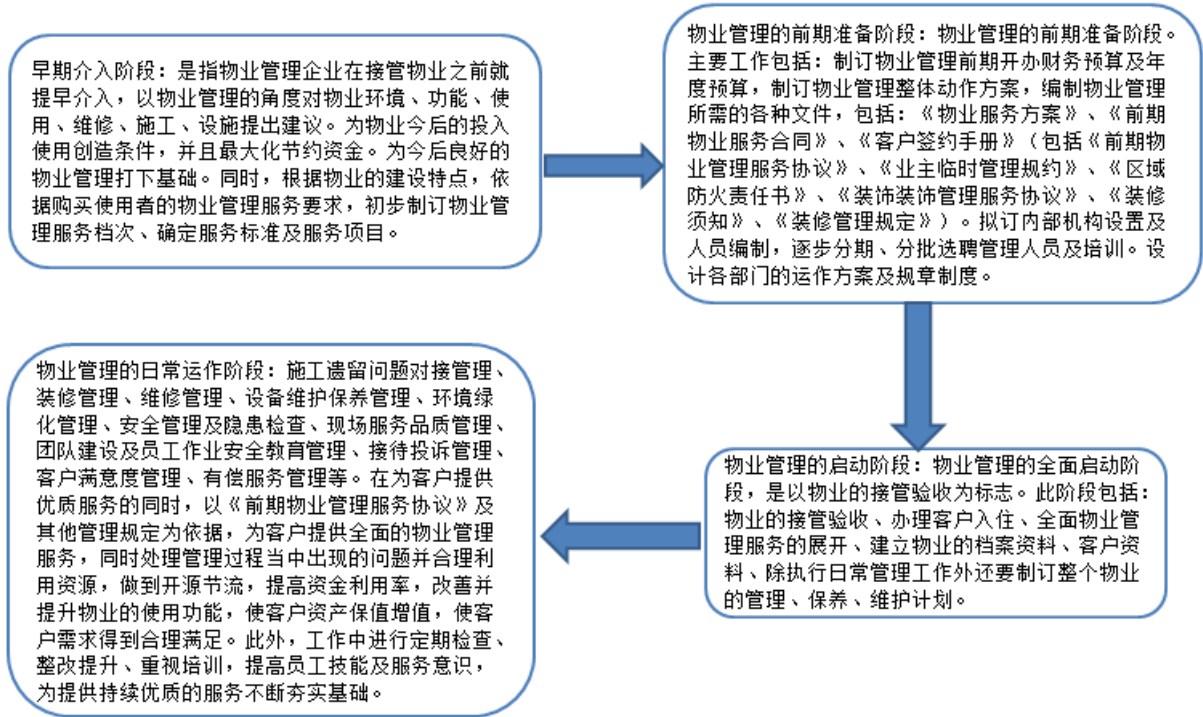 早期介入阶段：是指物业管理企业在接管物业之前就
提早介入，以物业管理的角度对物业环境、功能、使
用、维修、施工、设施提出建议。为物业今后的投入
使用创造条件，并且最大化节约资金。为今后良好的
物业管理打下基础。同时，根据物业的建设特点，依
据购买使用者的物业管理服务要求，初步制订物业管
理服务档次、确定服务标准及服务项目。
物业管理的前期准备阶段：物业管理的前期准备阶段。
主要工作包括：制订物业管理前期开办财务预算及年
度预算，制订物业管理整体动作方案，编制物业管理
所需的各种文件，包括：《物业服务方案》、《前期
物业服务合同》、《客户签约手册》（包括《前期物
业管理服务协议》、《业主临时管理规约》、《区域
防火责任书》、《装饰装饰管理服务协议》、《装修
须知》、《装修管理规定》）。拟订内部机构设置及
人员编制，逐步分期、分批选聘管理人员及培训。设
计各部门的运作方案及规章制度。
物业管理的启动阶段：物业管理的全面启动阶
段，是以物业的接管验收为标志。此阶段包括：
物业的接管验收、办理客户入住、全面物业管
理服务的展开、建立物业的档案资料、客户资
料、除执行日常管理工作外还要制订整个物业
的管理、保养、维护计划。
物业管理的日常运作阶段：施工遗留问题对接管理、
装修管理、维修管理、设备维护保养管理、环境绿
化管理、安全管理及隐患检查、现场服务品质管理、
团队建设及员工作业安全教育管理、接待投诉管理、
客户满意度管理、有偿服务管理等。在为客户提供
优质服务的同时，以《前期物业管理服务协议》及
其他管理规定为依据，为客户提供全面的物业管理
服务，同时处理管理过程当中出现的问题并合理利
用资源，做到开源节流，提高资金利用率，改善并
提升物业的使用功能，使客户资产保值增值，使客
户需求得到合理满足。此外，工作中进行定期检查、
整改提升、重视培训，提高员工技能及服务意识，
为提供持续优质的服务不断夯实基础。